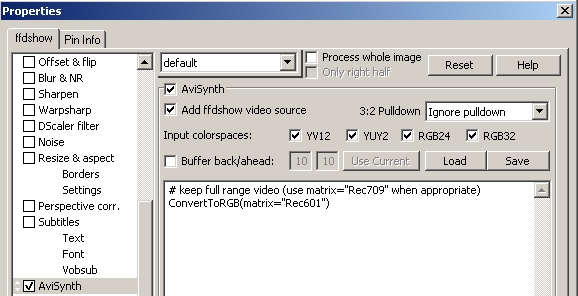 Properties
ffdshow
Pin Info
Offset & flip
Blur & NR
Sharpen
Warpsharp
DScaler filter
Noise
Resize & aspect
Borders
Settings
Perspective corr.
Subtitles
Text
Font
Vobsub
AviSynth
default
Process whole image
Only right half
Reset
Help
AviSynth
Add ffdshow video source
3:2 Pulldown
Ignore pulldown
Input colorspaces:
YV12
YUY2
RGB24
RGB32
Buffer back/ahead:
10
10
Use Current
Load
Save
# keep full range video (use matrix="Rec709" when appropriate)
ConvertToRGB(matrix="Rec601")